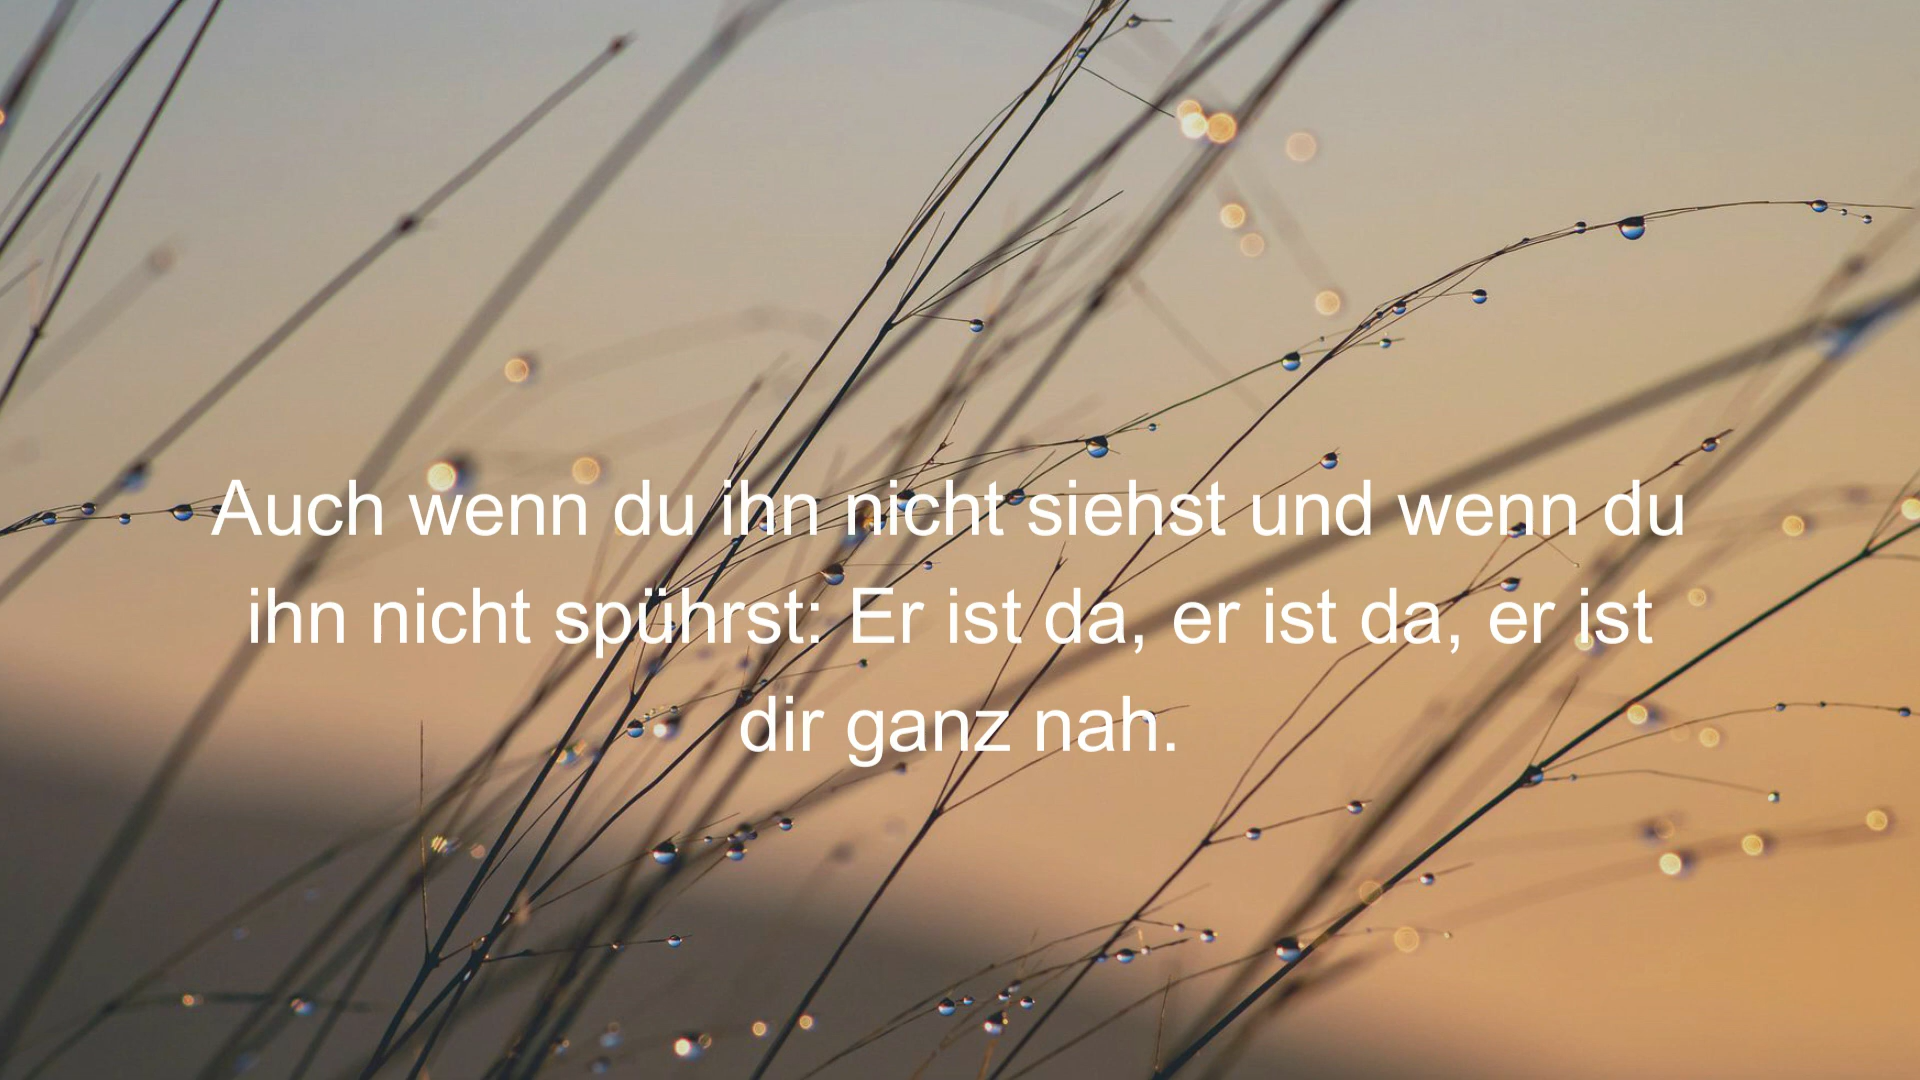 Auch wenn du ihn nicht siehst und wenn du
ihn nicht spührst: Er ist da, er ist da, er ist
dir ganz nah.